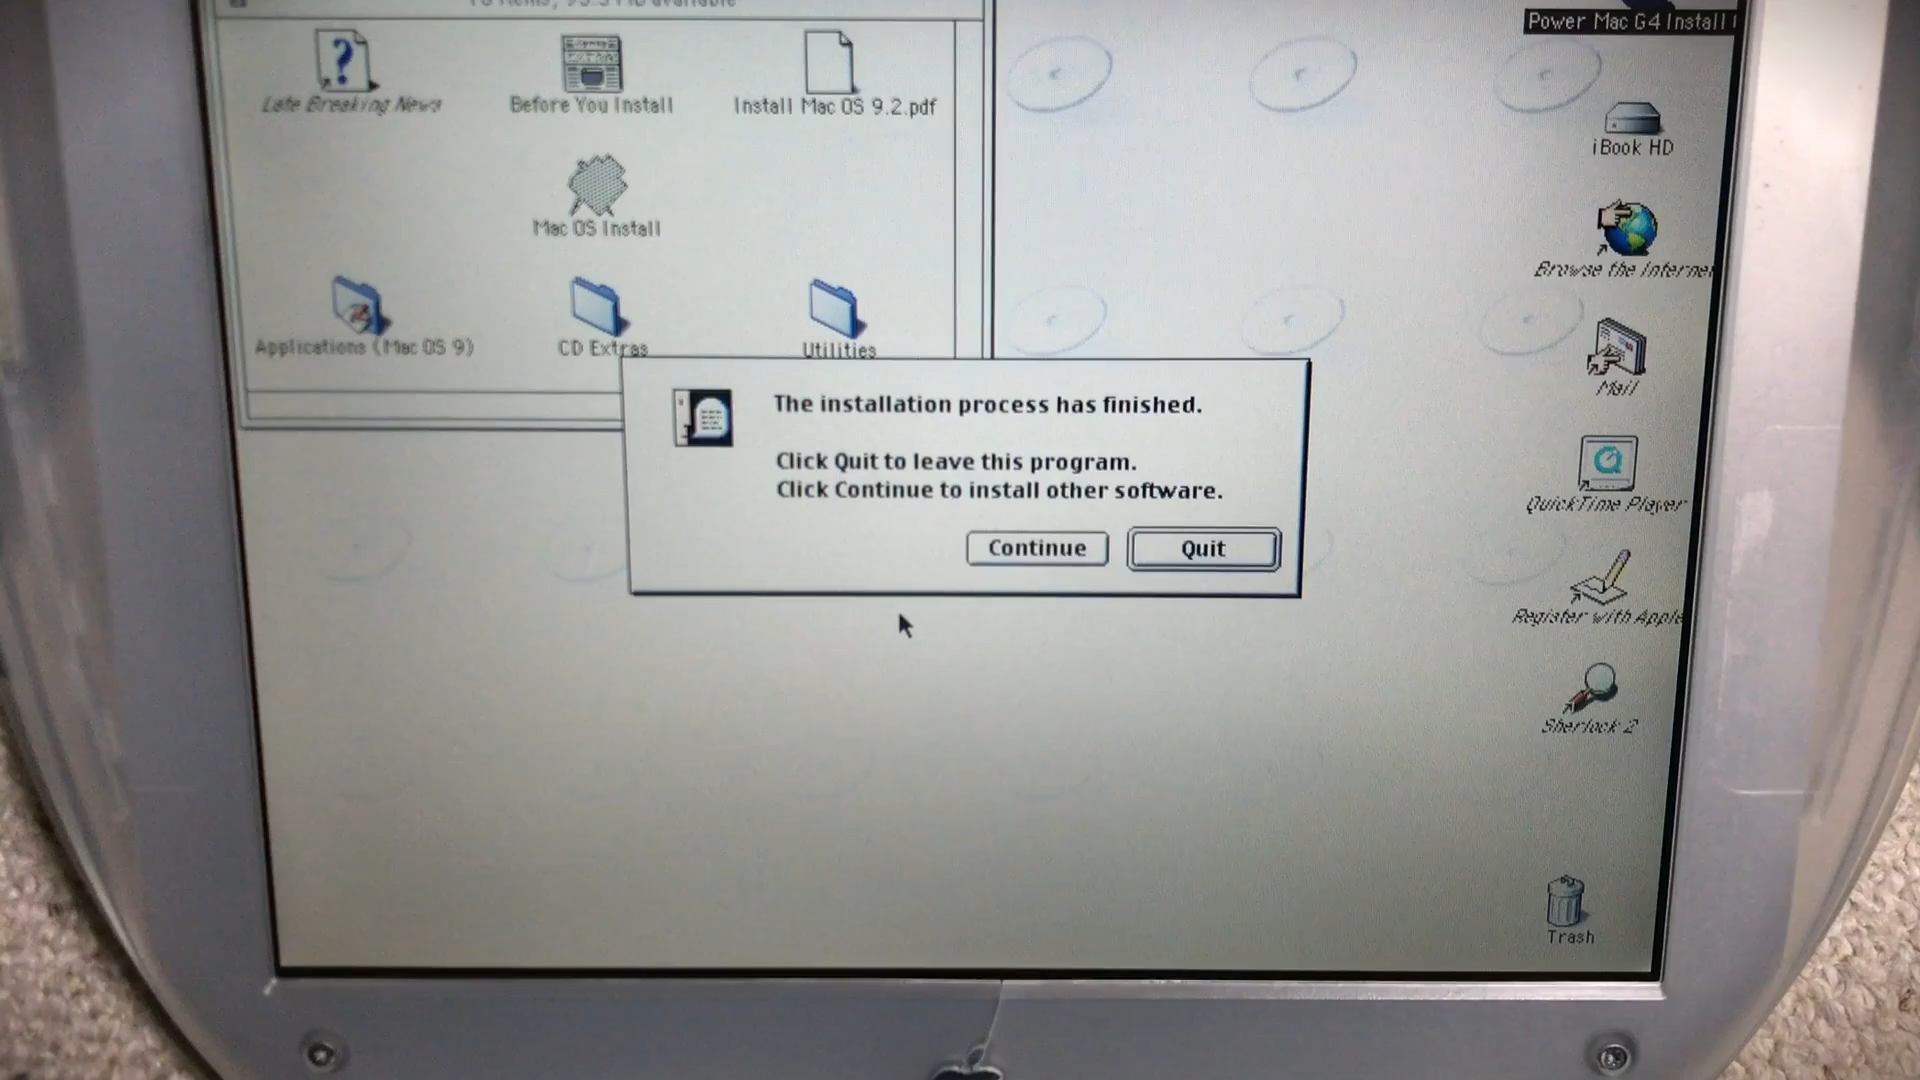 Power Mac G4 Install
Late Breaking News
Before You Install
Install Mac OS 9.2.pdf
iBook HD
Mac OS Install
Browse the Internet
Applications (Mac OS 9)
CD Extras
Utilities
Mail
The installation process has finished.
Click Quit to leave this program.
Click Continue to install other software.
QuickTime Player
Continue
Quit
Register with Apple
Sherlock 2
Trash